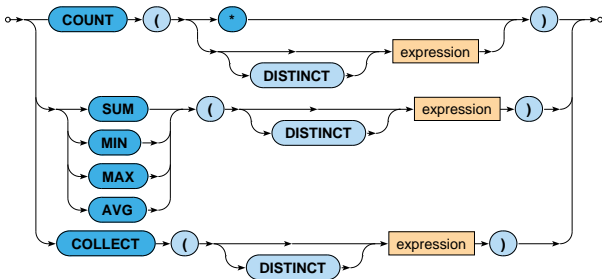 COUNT ( * )
expression
DISTINCT
SUM ( expression )
DISTINCT
MIN
MAX
AVG
COLLECT ( expression )
DISTINCT